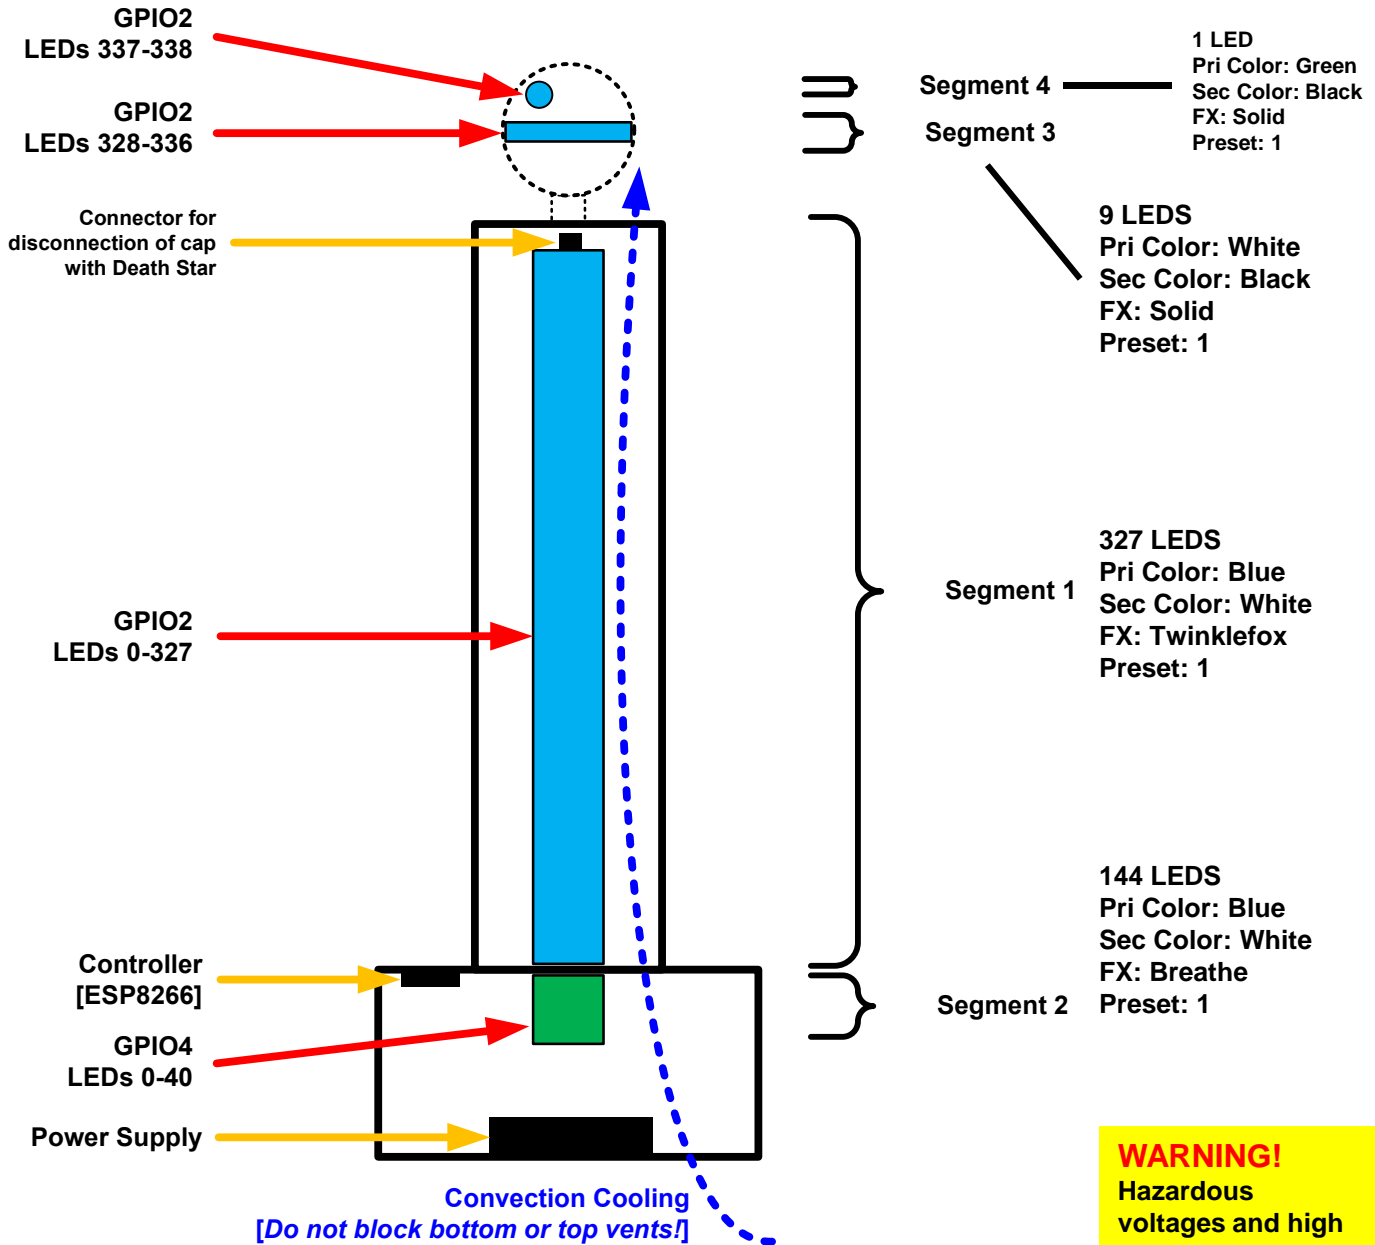 GPIO2
LEDs 337-338
GPIO2
LEDs 328-336
Connector for
disconnection of cap
with Death Star
GPIO2
LEDs 0-327
Controller
[ESP8266]
GPIO4
LEDs 0-40
Power Supply
Convection Cooling
[Do not block bottom or top vents!]
Segment 4
1 LED
Pri Color: Green
Sec Color: Black
FX: Solid
Preset: 1
Segment 3
9 LEDS
Pri Color: White
Sec Color: Black
FX: Solid
Preset: 1
Segment 1
327 LEDS
Pri Color: Blue
Sec Color: White
FX: Twinklefox
Preset: 1
Segment 2
144 LEDS
Pri Color: Blue
Sec Color: White
FX: Breathe
Preset: 1
WARNING!
Hazardous
voltages and high